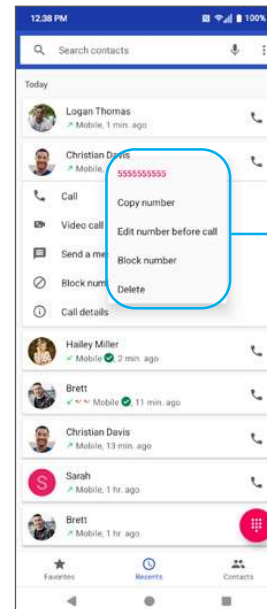 12.38 PM
100%
Search contacts
Today
Logan Thomas
Mobile, 1 min. ago
Christian Davis
Mobile,
5555555555
Call
Copy number
Video call
Edit number before call
Send a me
Block number
Block num
Delete
Call details
Hailey Miller
Mobile, 2 min. ago
Brett
Mobile, 11 min. ago
Christian Davis
Mobile, 13 min. ago
S
Sarah
Mobile, 1 hr. ago
Brett
Mobile, 1 hr. ago
Favorites
Recents
Contacts